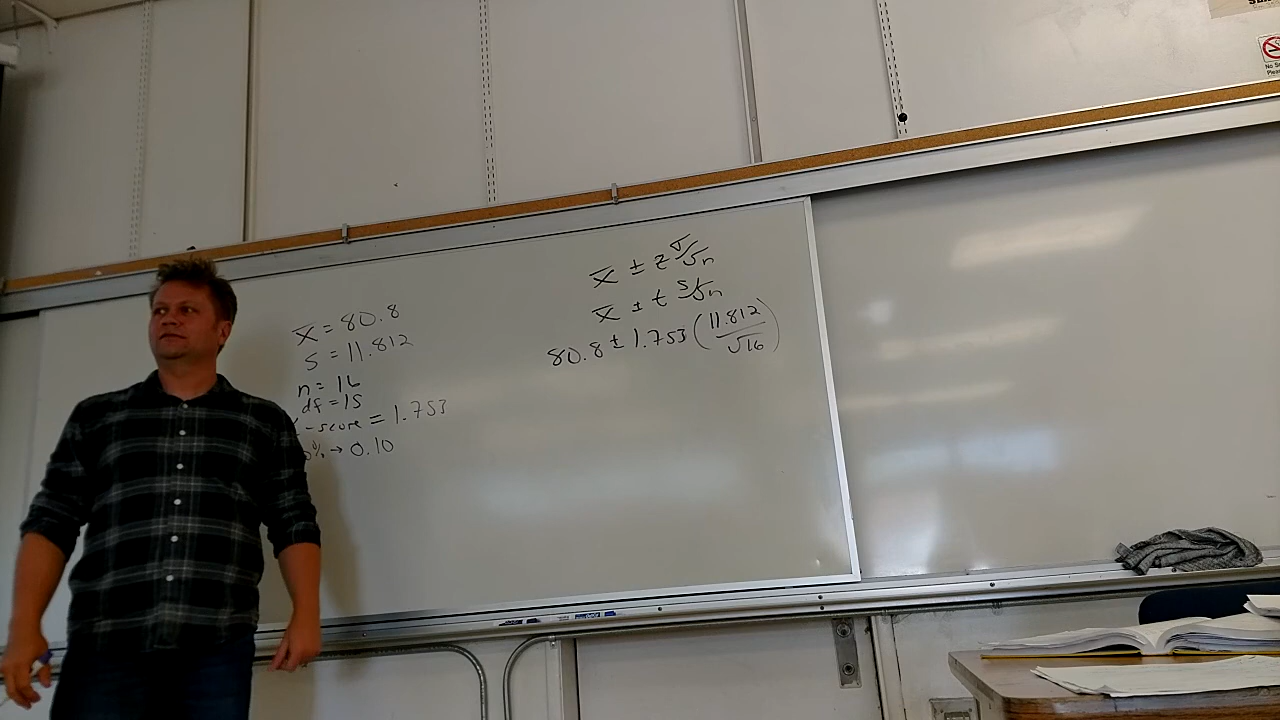 x̄ = 80.8
s = 11.812
n = 16
df = 15
-score = 1.753
% → 0.10
x̄ ± z σ/√n
x̄ ± t s/√n
80.8 ± 1.753 (11.812/√16)
No